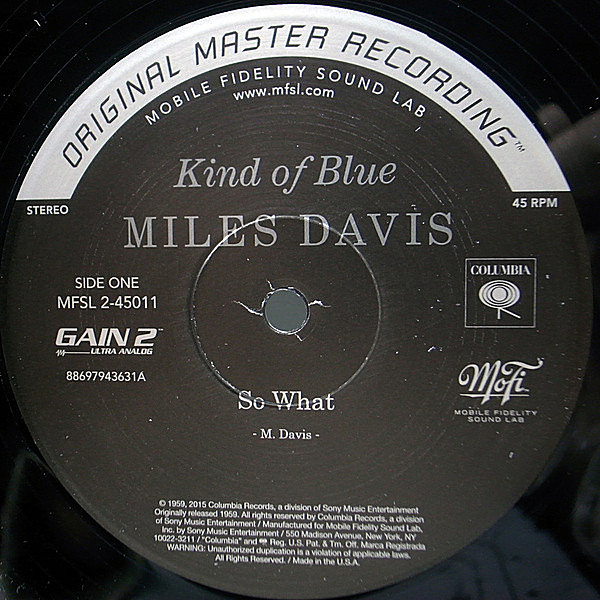 ORIGINAL MASTER RECORDING™
MOBILE FIDELITY SOUND LAB
www.mfsl.com
Kind of Blue
STEREO
45 RPM
MILES DAVIS
SIDE ONE
MFSL 2-45011
COLUMBIA
GAIN 2™
ULTRA ANALOG
88697943631A
MoFi
MOBILE FIDELITY
SOUND LAB
So What
- M. Davis -
© 1959, 2015 Columbia Records, a division of Sony Music Entertainment
Originally released 1959. All rights reserved by Columbia Records, a division
of Sony Music Entertainment / Manufactured for Mobile Fidelity Sound Lab,
Inc. by Sony Music Entertainment / 550 Madison Avenue, New York, NY
10022-3211 / "Columbia" and Reg. U.S. Pat. & Tm. Off. Marca Registrada
WARNING: Unauthorized duplication is a violation of applicable laws.
All Rights Reserved. / Made in the U.S.A.